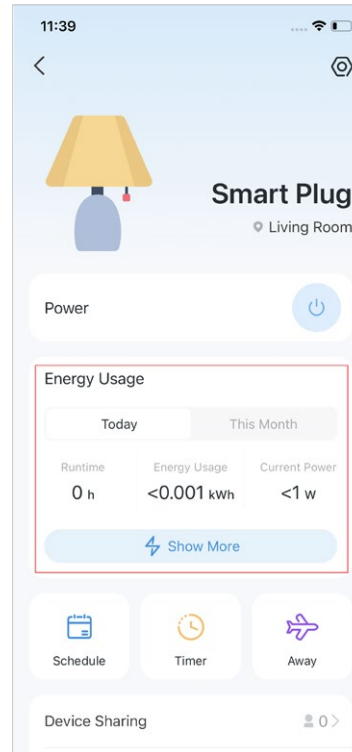 11:39
Smart Plug
Living Room
Power
Energy Usage
Today This Month
Runtime Energy Usage Current Power
0 h <0.001 kWh <1 w
Show More
Schedule Timer Away
Device Sharing 0